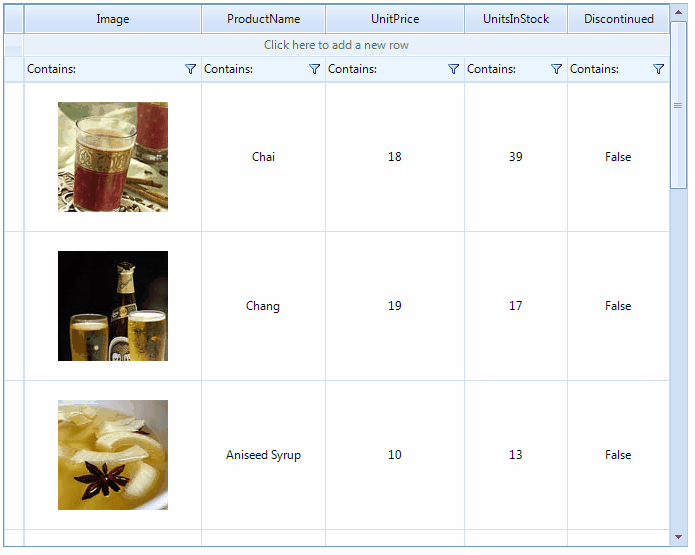 Image ProductName UnitPrice UnitsInStock Discontinued
Click here to add a new row
Contains: Contains: Contains: Contains: Contains:
Chai 18 39 False
Chang 19 17 False
Aniseed Syrup 10 13 False